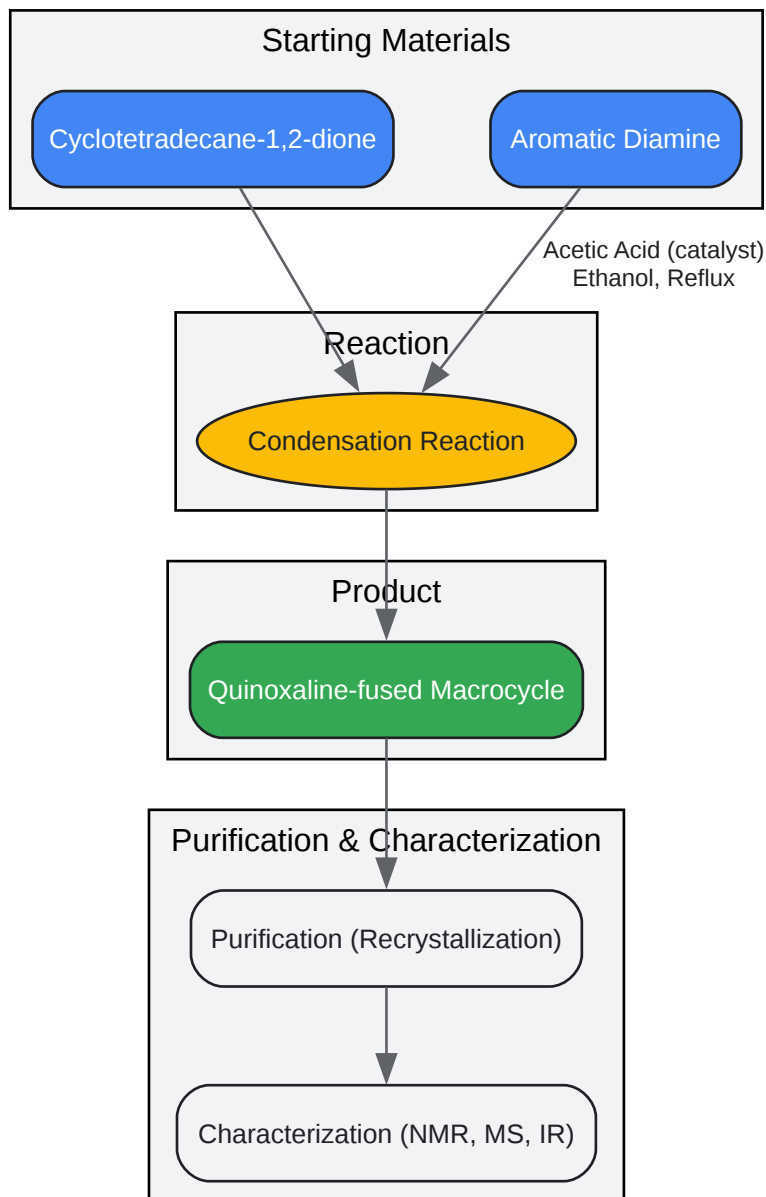 Starting Materials
Cyclotetradecane-1,2-dione
Aromatic Diamine
Acetic Acid (catalyst)
Ethanol, Reflux
Reaction
Condensation Reaction
Product
Quinoxaline-fused Macrocycle
Purification & Characterization
Purification (Recrystallization)
Characterization (NMR, MS, IR)